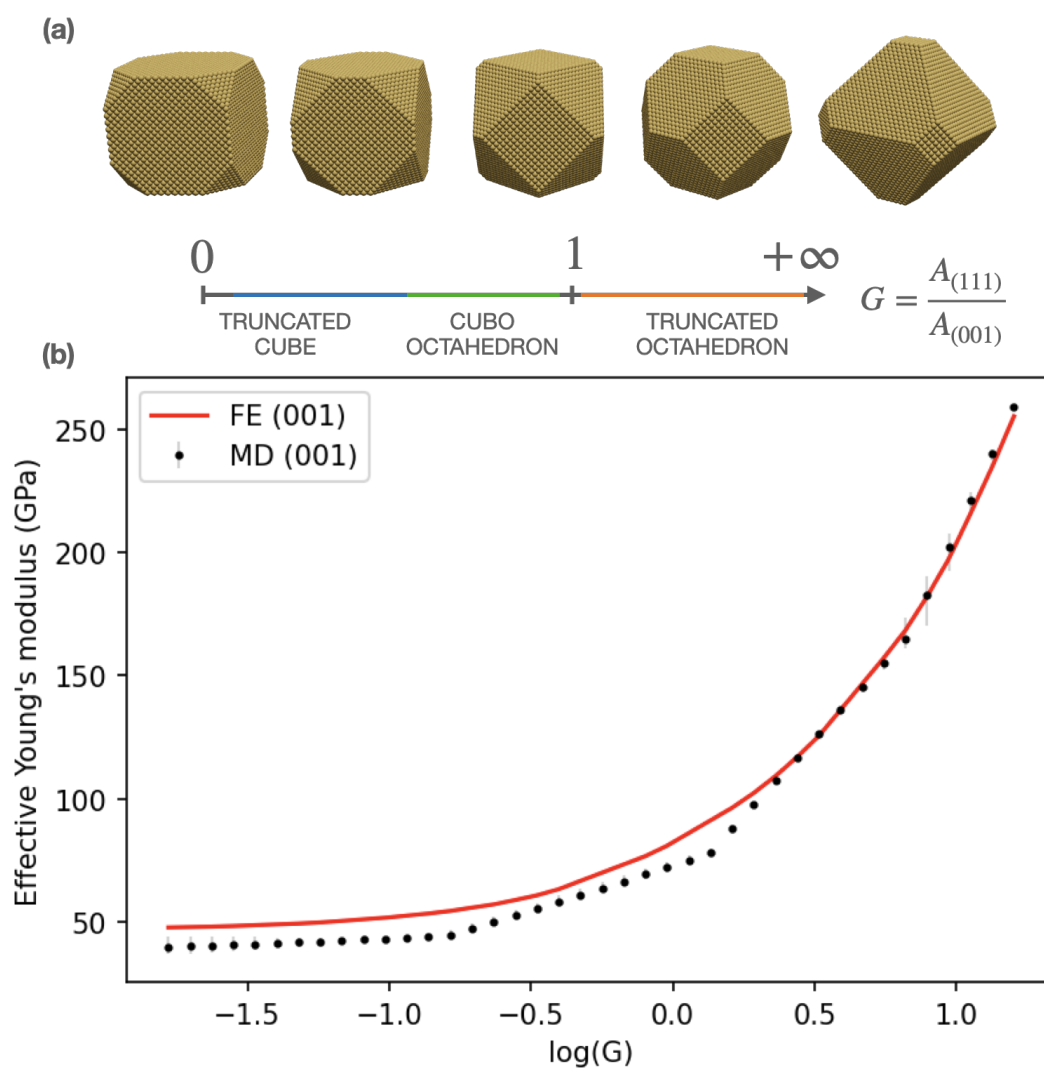 (a)
0 1 +∞
G = A(111) / A(001)
TRUNCATED CUBO TRUNCATED
CUBE OCTAHEDRON OCTAHEDRON
(b)
FE (001)
MD (001)
Effective Young's modulus (GPa)
250
200
150
100
50
−1.5 −1.0 −0.5 0.0 0.5 1.0
log(G)